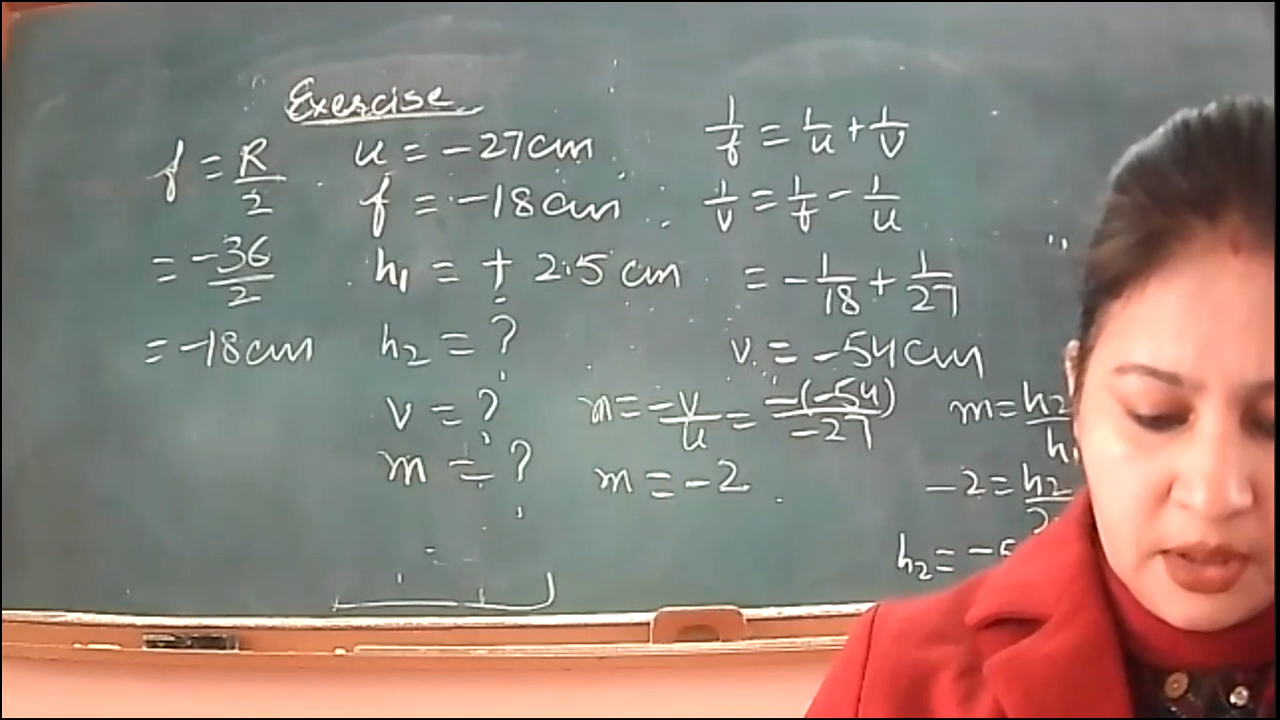 Exercise
f = R/2
= -36/2
= -18cm
u = -27cm
f = -18cm
h₁ = + 2.5 cm
h₂ = ?
v = ?
m = ?
1/f = 1/u + 1/v
1/v = 1/f - 1/u
= -1/18 + 1/27
v = -54cm
m = -v/u = -(-54)/-27
m = -2
m = h₂/h₁
-2 = h₂/2.
h₂ = -5